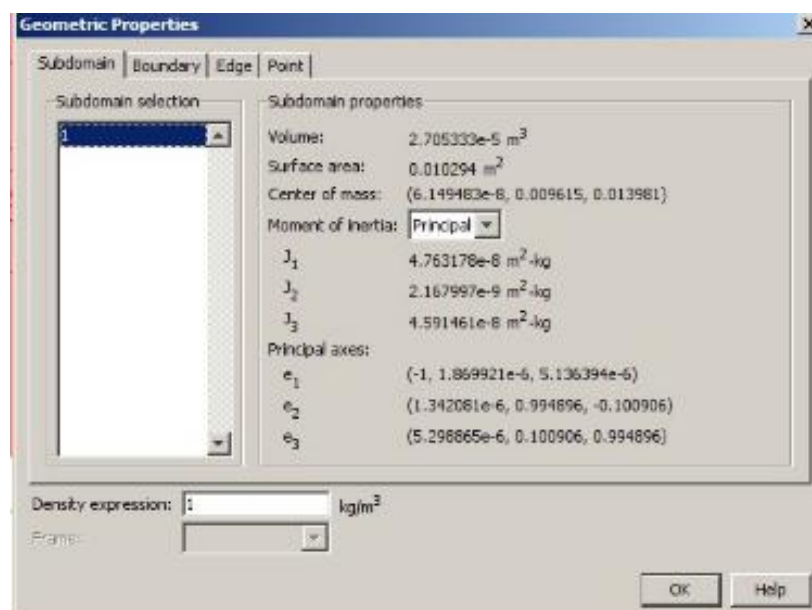 Geometric Properties
Subdomain Boundary Edge Point
Subdomain selection
1
Subdomain properties
Volume: 2.705333e-5 m³
Surface area: 0.010294 m²
Center of mass: (6.149483e-8, 0.009615, 0.013981)
Moment of inertia: Principal
J₁ 4.763178e-8 m²-kg
J₂ 2.167997e-9 m²-kg
J₃ 4.591461e-8 m²-kg
Principal axes:
e₁ (-1, 1.869921e-6, 5.136394e-6)
e₂ (1.342081e-6, 0.994896, -0.100906)
e₃ (5.298865e-6, 0.100906, 0.994896)
Density expression: 1 kg/m³
Frame:
OK Help